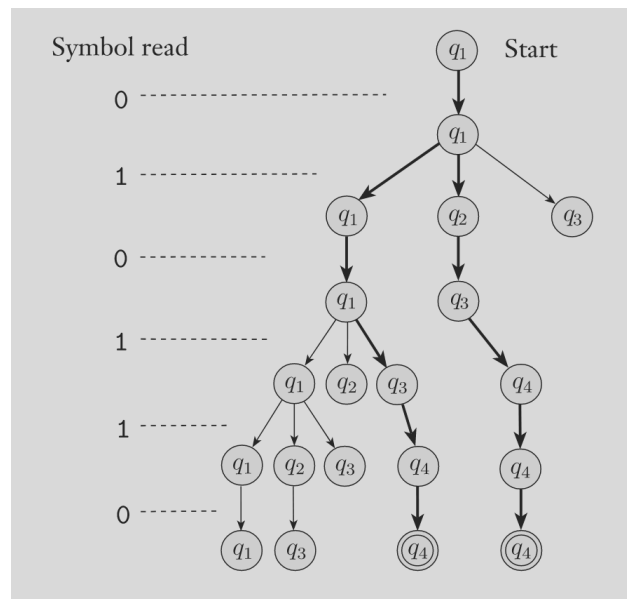 Symbol read q₁ Start
0
q₁
1
q₁ q₂ q₃
0
q₁ q₃
1
q₁ q₂ q₃ q₄
1
q₁ q₂ q₃ q₄ q₄
0
q₁ q₃ q₄ q₄